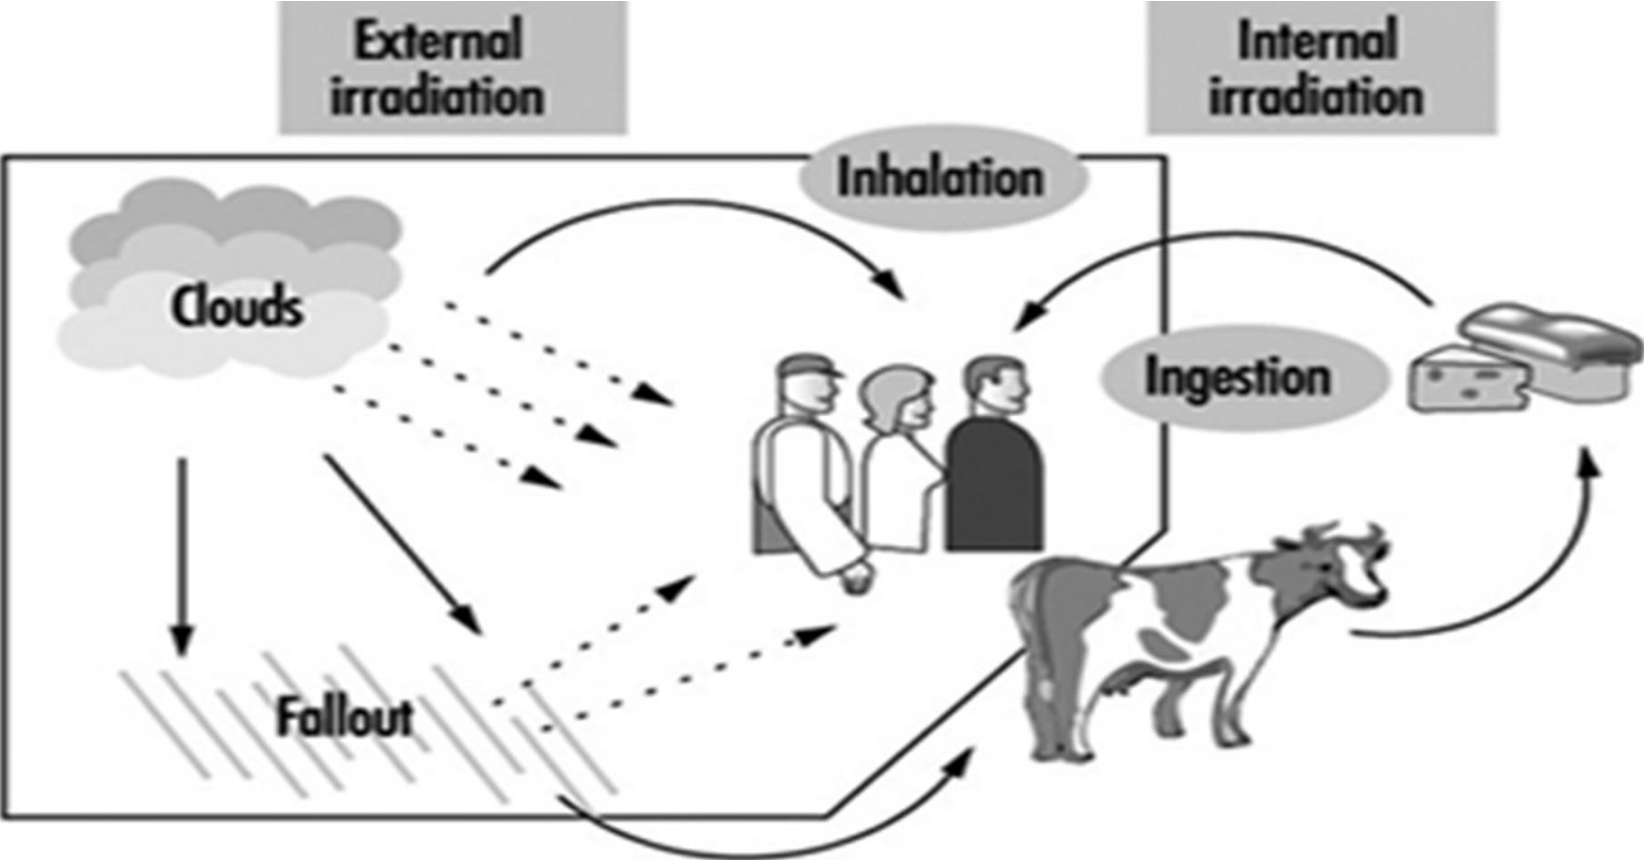 External
irradiation
Internal
irradiation
Inhalation
Clouds
Ingestion
Fallout